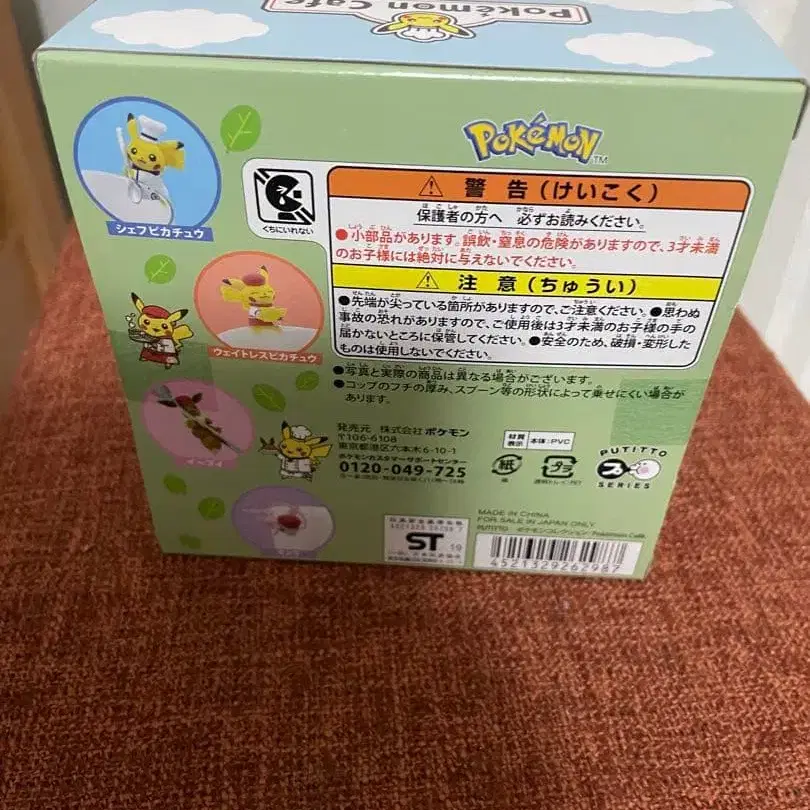 Pokémon Cafe
POKéMON
TM
シェフピカチュウ
ウェイトレスピカチュウ
くちにいれない
警告（けいこく）
保護者の方へ 必ずお読みください。
●小部品があります。誤飲・窒息の危険がありますので、3才未満
のお子様には絶対に与えないでください。
注意（ちゅうい）
●先端が尖っている箇所がありますので、ご注意ください。●思わぬ
事故の恐れがありますので、ご使用後は3才未満のお子様の手の
届かないところに保管してください。●安全のため、破損・変形した
ものは使用しないでください。
●写真と実際の商品は異なる場合がございます。
●コップのフチの厚み、スプーン等の形状によって乗せにくい場合が
あります。
発売元 株式会社 ポケモン
〒106-6108
東京都港区六本木6-10-1
ポケモンカスタマーサポートセンター
0120-049-725
材質
表示
本体：PVC
紙
プラ
PUTITTO
SERIES
ST
19
MADE IN CHINA
FOR SALE IN JAPAN ONLY
PUTITTO ポケモンコレクション Pokémon Café
4521329262987